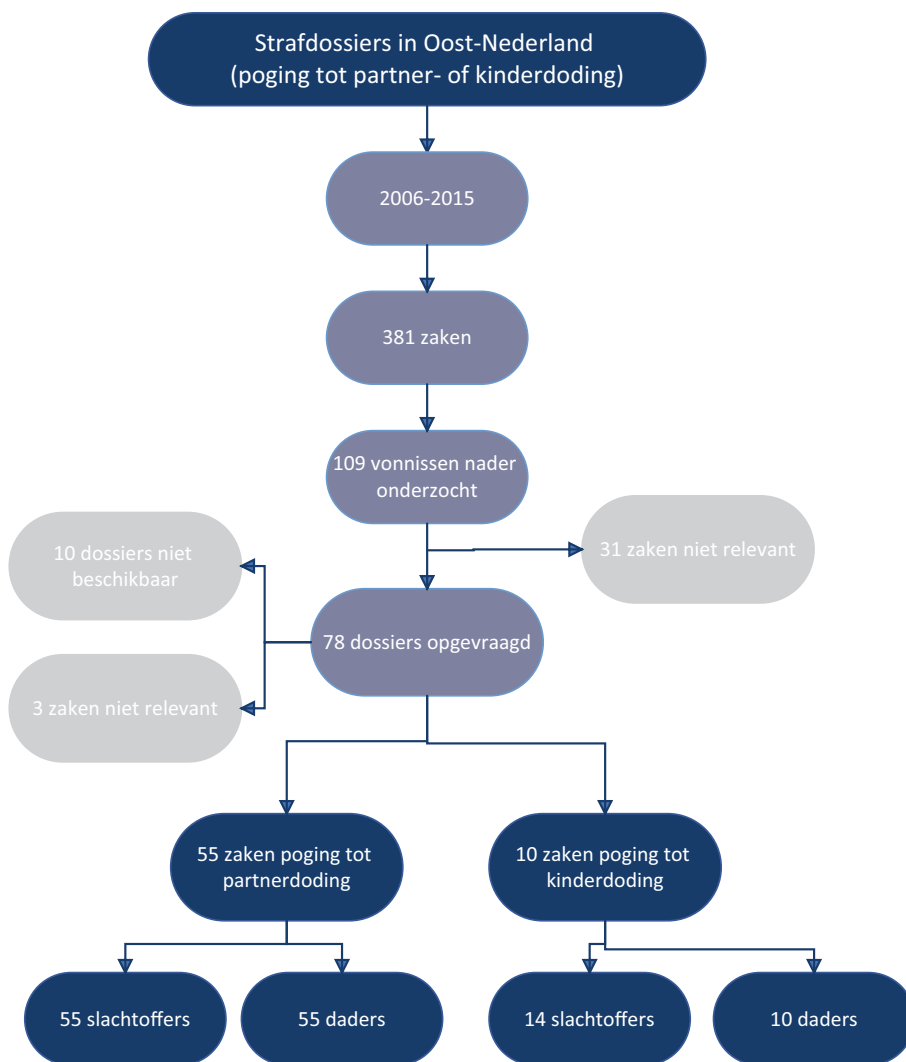 Strafdossiers in Oost-Nederland
(poging tot partner- of kinderdoding)
2006-2015
381 zaken
109 vonnissen nader
onderzocht
31 zaken niet relevant
10 dossiers niet
beschikbaar
78 dossiers opgevraagd
3 zaken niet relevant
55 zaken poging tot
partnerdoding
10 zaken poging tot
kinderdoding
55 slachtoffers
55 daders
14 slachtoffers
10 daders